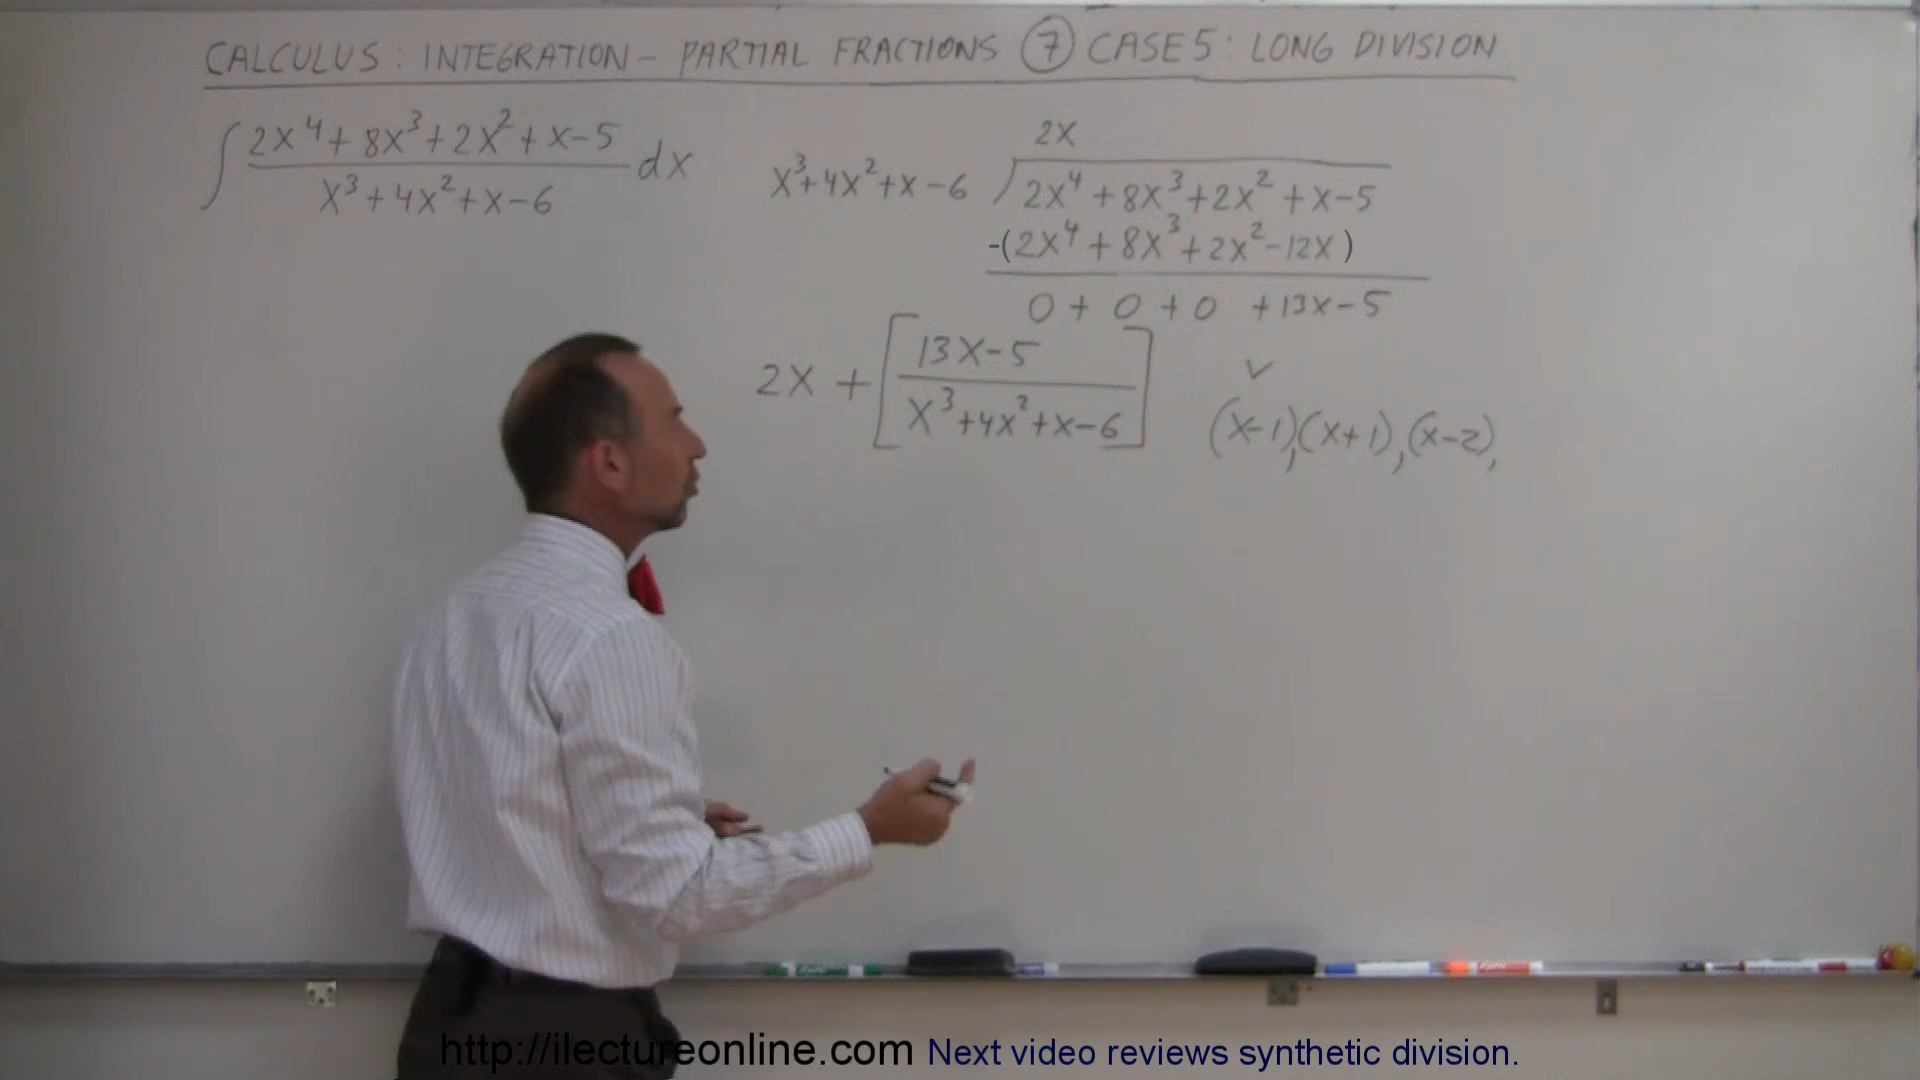 CALCULUS: INTEGRATION - PARTIAL FRACTIONS ⑦ CASE 5: LONG DIVISION
∫ (2x⁴ + 8x³ + 2x² + x - 5) / (x³ + 4x² + x - 6) dx
2x
x³ + 4x² + x - 6 ) 2x⁴ + 8x³ + 2x² + x - 5
-(2x⁴ + 8x³ + 2x² - 12x)
0 + 0 + 0 + 13x - 5
2x + [ (13x - 5) / (x³ + 4x² + x - 6) ]
✓
(x-1),(x+1),(x-2),
http://ilectureonline.com Next video reviews synthetic division.